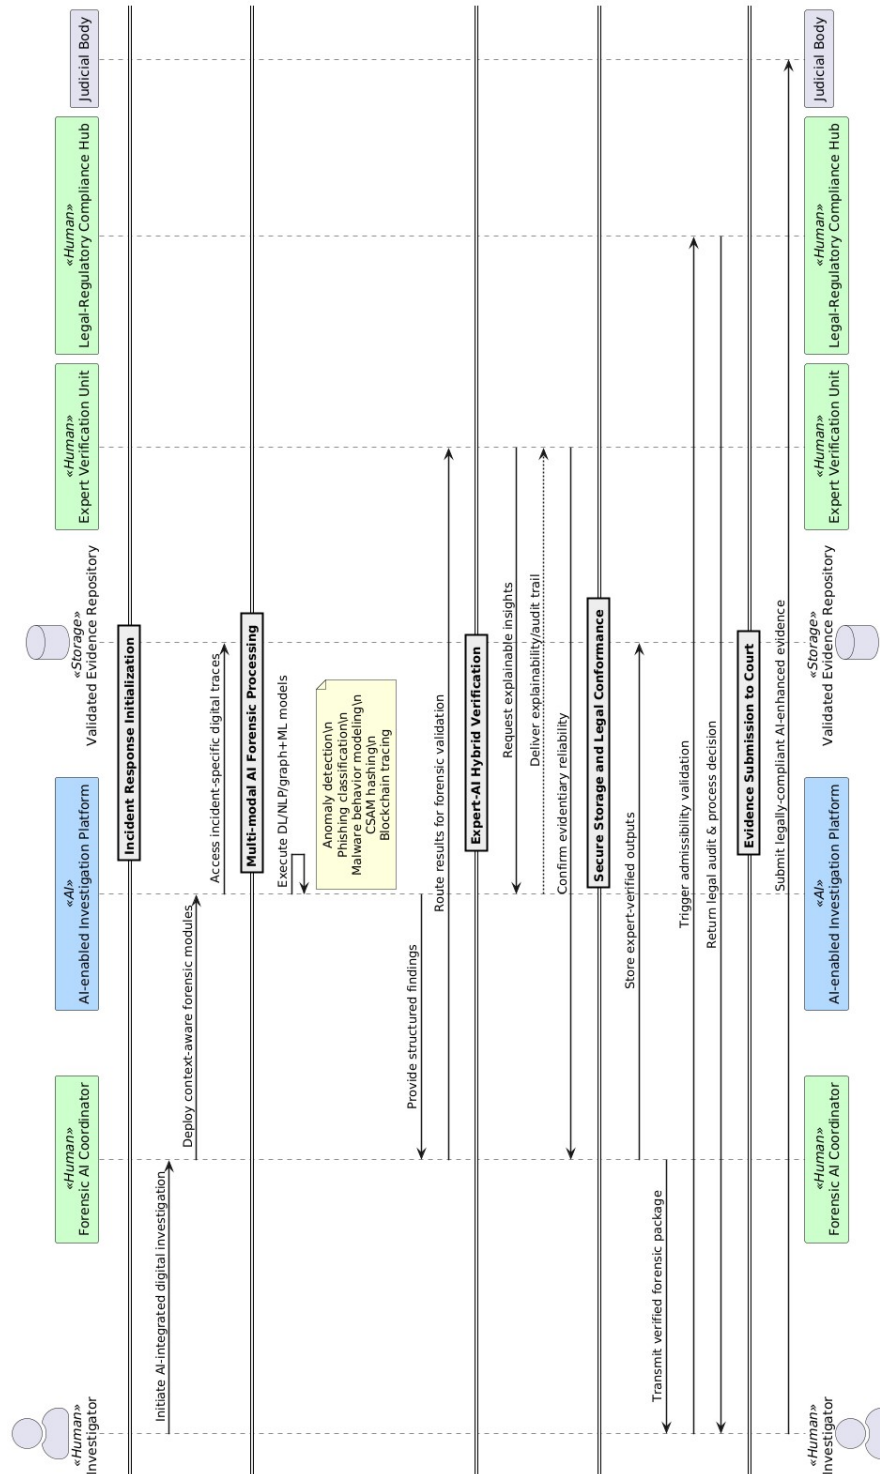 «Human»
Investigator
«Human»
Forensic AI Coordinator
«AI»
AI-enabled Investigation Platform
«Storage»
Validated Evidence Repository
«Human»
Expert Verification Unit
«Human»
Legal-Regulatory Compliance Hub
Judicial Body
Incident Response Initialization
Initiate AI-integrated digital investigation
Deploy context-aware forensic modules
Access incident-specific digital traces
Multi-modal AI Forensic Processing
Execute DL/NLP/graph+ML models
Anomaly detection\n
Phishing classification\n
Malware behavior modeling\n
CSAM hashing\n
Blockchain tracing
Provide structured findings
Route results for forensic validation
Expert-AI Hybrid Verification
Request explainable insights
Deliver explainability/audit trail
Confirm evidentiary reliability
Secure Storage and Legal Conformance
Store expert-verified outputs
Transmit verified forensic package
Trigger admissibility validation
Return legal audit & process decision
Evidence Submission to Court
Submit legally-compliant AI-enhanced evidence
«Human»
Investigator
«Human»
Forensic AI Coordinator
«AI»
AI-enabled Investigation Platform
«Storage»
Validated Evidence Repository
«Human»
Expert Verification Unit
«Human»
Legal-Regulatory Compliance Hub
Judicial Body